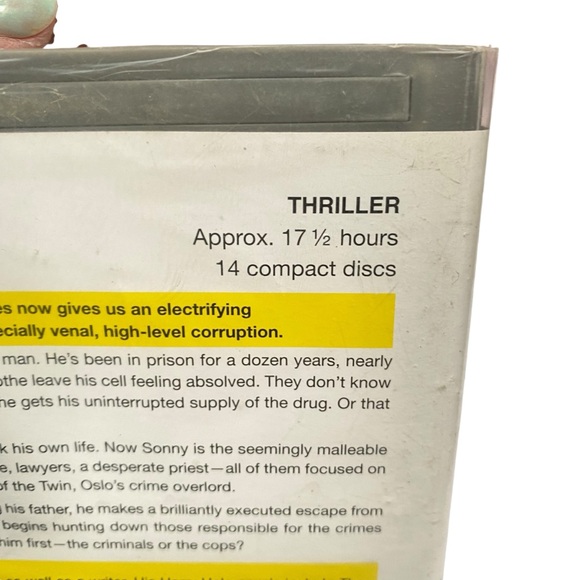 THRILLER
Approx. 17 ½ hours
14 compact discs
es now gives us an electrifying
ecially venal, high-level corruption.
man. He's been in prison for a dozen years, nearly
othe leave his cell feeling absolved. They don't know
he gets his uninterrupted supply of the drug. Or that
k his own life. Now Sonny is the seemingly malleable
e, lawyers, a desperate priest—all of them focused on
of the Twin, Oslo's crime overlord.
his father, he makes a brilliantly executed escape from
begins hunting down those responsible for the crimes
him first—the criminals or the cops?